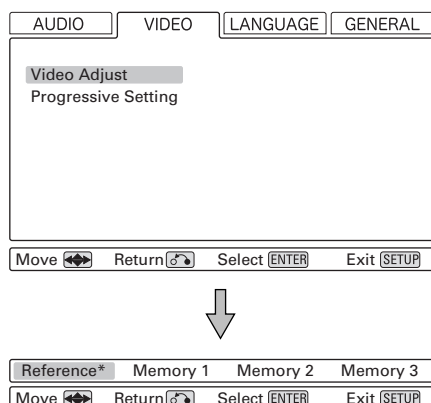 AUDIO VIDEO LANGUAGE GENERAL
Video Adjust
Progressive Setting
Move Return Select ENTER Exit SETUP
Reference* Memory 1 Memory 2 Memory 3
Move Return Select ENTER Exit SETUP